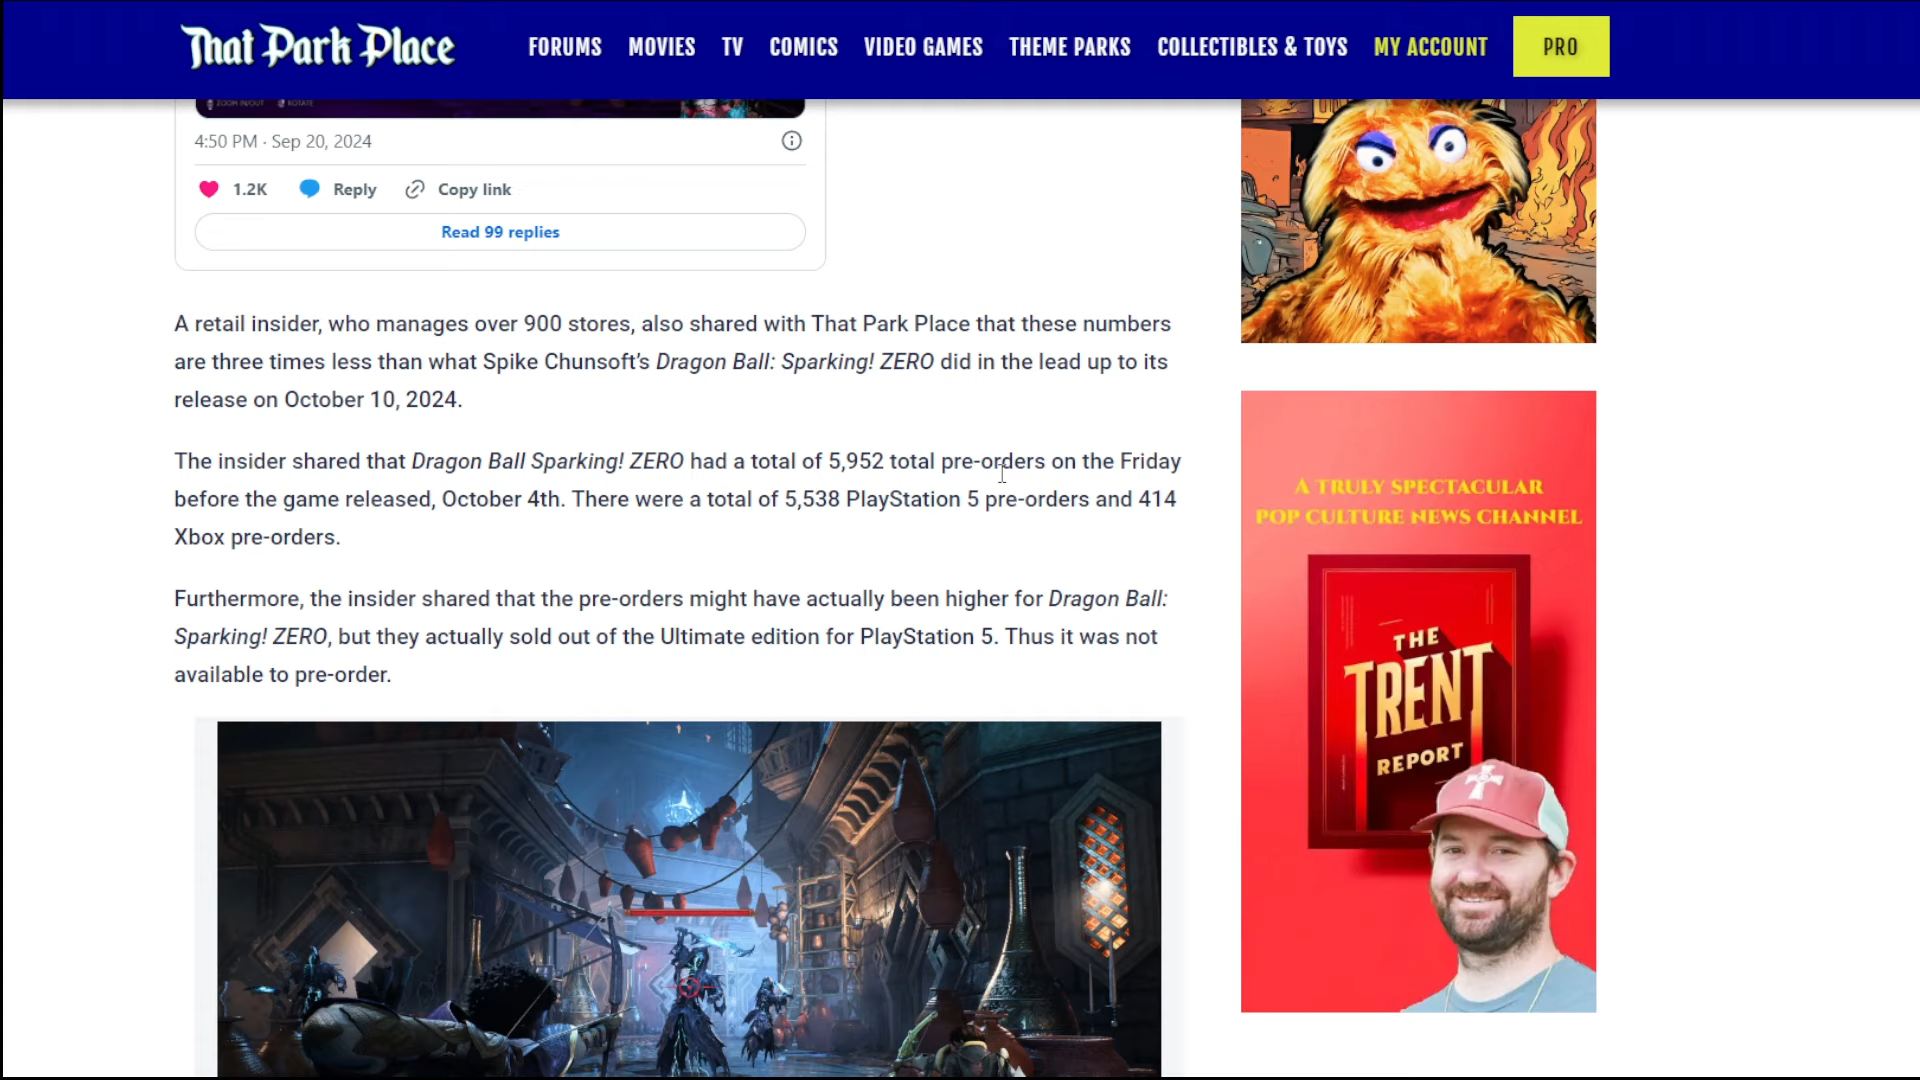 That Park Place
FORUMS MOVIES TV COMICS VIDEO GAMES THEME PARKS COLLECTIBLES & TOYS MY ACCOUNT PRO
ZOOM IN/OUT ROTATE
4:50 PM · Sep 20, 2024
1.2K Reply Copy link
Read 99 replies
A retail insider, who manages over 900 stores, also shared with That Park Place that these numbers
are three times less than what Spike Chunsoft's Dragon Ball: Sparking! ZERO did in the lead up to its
release on October 10, 2024.
The insider shared that Dragon Ball Sparking! ZERO had a total of 5,952 total pre-orders on the Friday
before the game released, October 4th. There were a total of 5,538 PlayStation 5 pre-orders and 414
Xbox pre-orders.
Furthermore, the insider shared that the pre-orders might have actually been higher for Dragon Ball:
Sparking! ZERO, but they actually sold out of the Ultimate edition for PlayStation 5. Thus it was not
available to pre-order.
A TRULY SPECTACULAR
POP CULTURE NEWS CHANNEL
THE
TRENT
REPORT